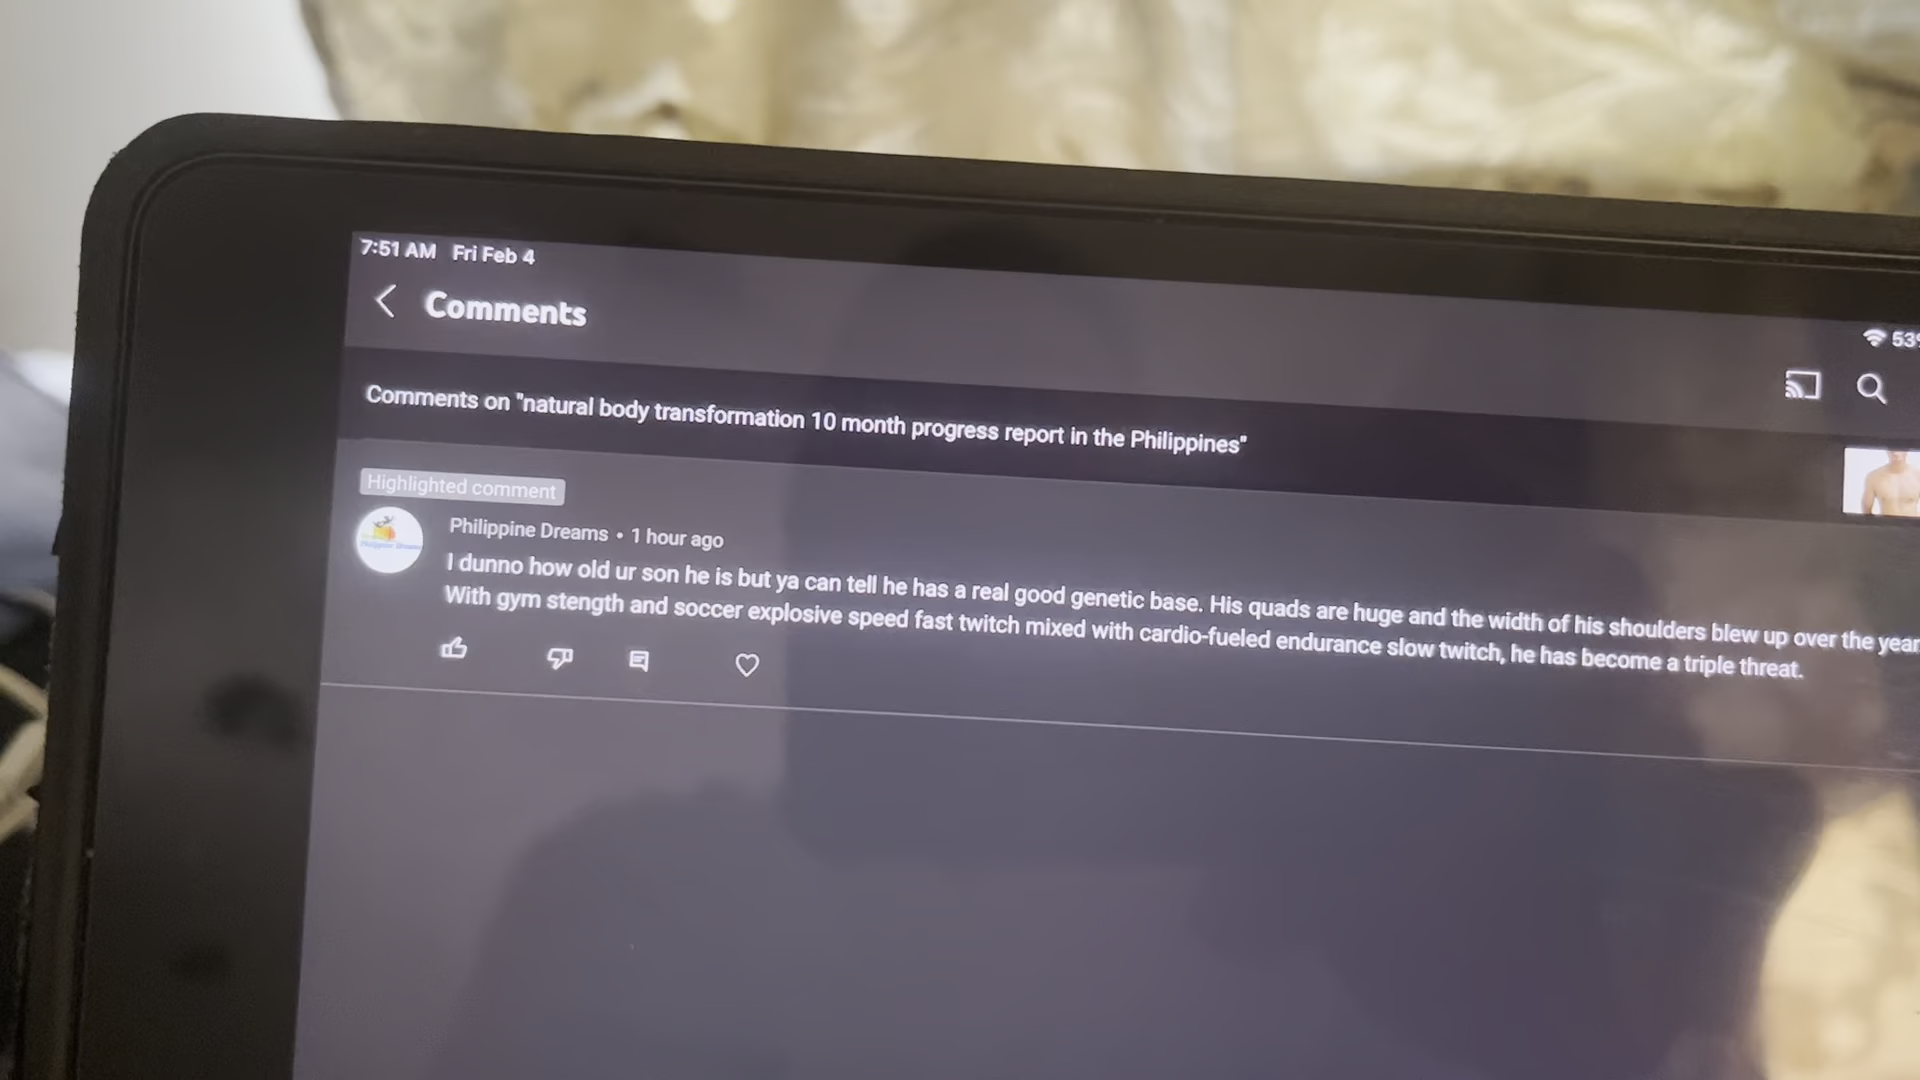 7:51 AM Fri Feb 4
53%
Comments
Comments on "natural body transformation 10 month progress report in the Philippines"
Highlighted comment
Philippine Dreams • 1 hour ago
I dunno how old ur son he is but ya can tell he has a real good genetic base. His quads are huge and the width of his shoulders blew up over the year
With gym stength and soccer explosive speed fast twitch mixed with cardio-fueled endurance slow twitch, he has become a triple threat.